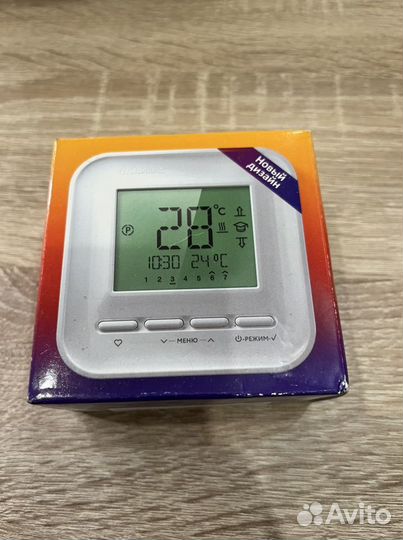 Новый
дизайн
28°C
P
10:30 24°C
1 2 3 4 5 6 7
МЕНЮ
РЕЖИМ
Avito